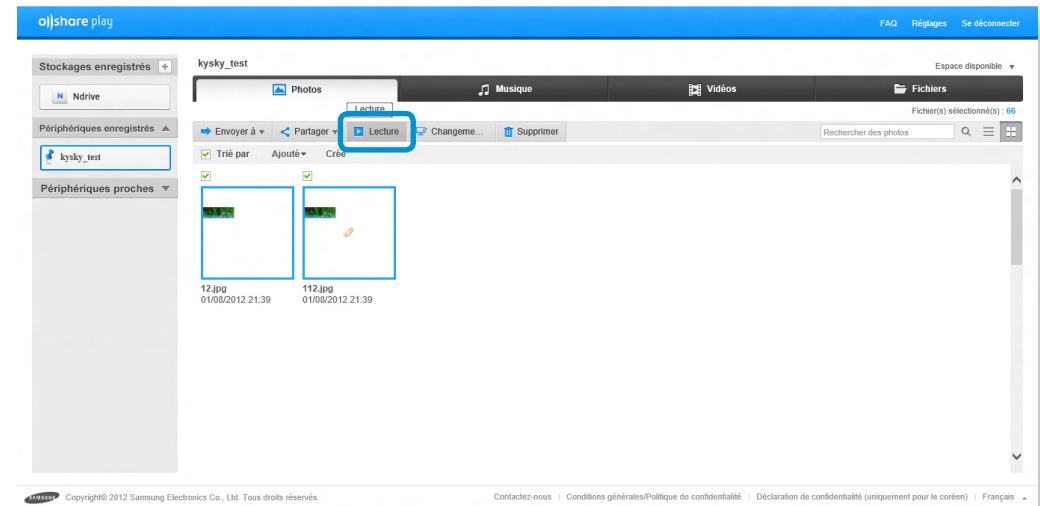 ollshare play
FAQ Réglages Se déconnecter
Stockages enregistrés +
N Ndrive
Périphériques enregistrés
kysky_test
Périphériques proches
kysky_test
Espace disponible
Photos Musique Vidéos Fichiers
Fichier(s) sélectionné(s) : 66
Lecture
Envoyer à Partager Lecture Changeme... Supprimer
Rechercher des photos
Trié par Ajouté Créé
12.jpg
01/08/2012 21:39
112.jpg
01/08/2012 21:39
SAMSUNG Copyright© 2012 Samsung Electronics Co., Ltd. Tous droits réservés.
Contactez-nous | Conditions générales/Politique de confidentialité | Déclaration de confidentialité (uniquement pour le coréen) | Français